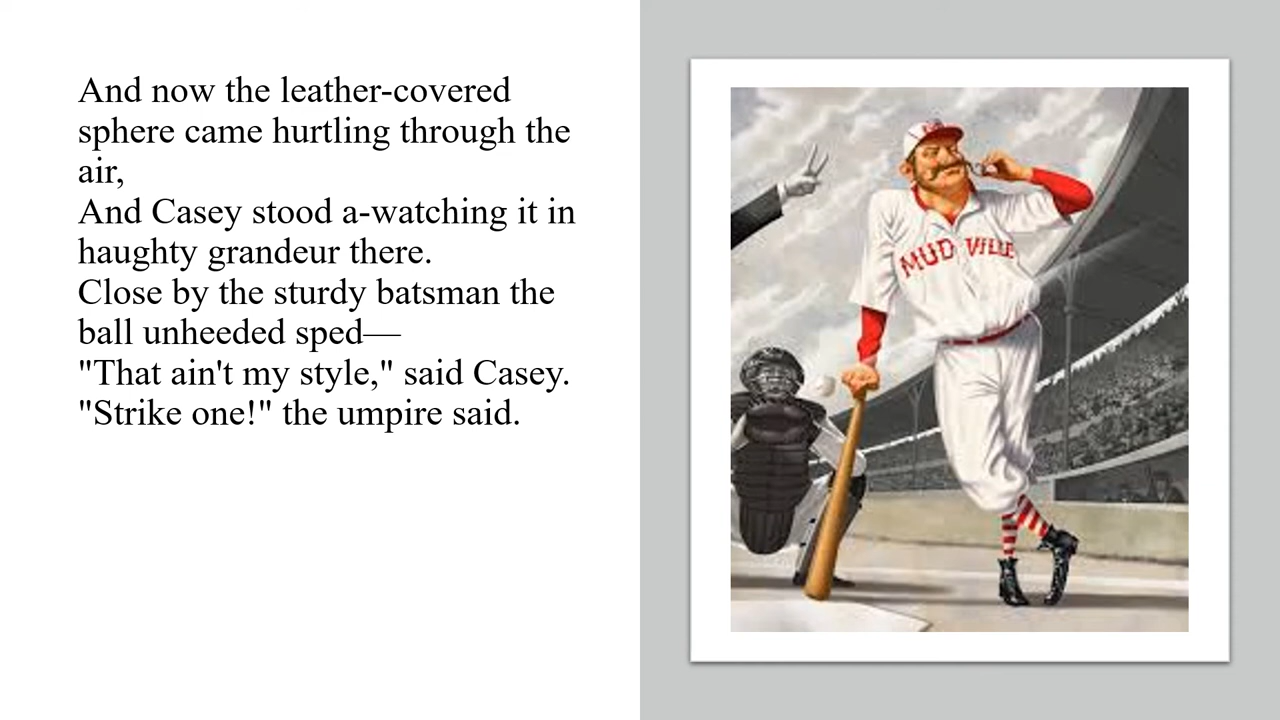 And now the leather-covered
sphere came hurtling through the
air,
And Casey stood a-watching it in
haughty grandeur there.
Close by the sturdy batsman the
ball unheeded sped—
"That ain't my style," said Casey.
"Strike one!" the umpire said.
MUDVILLE